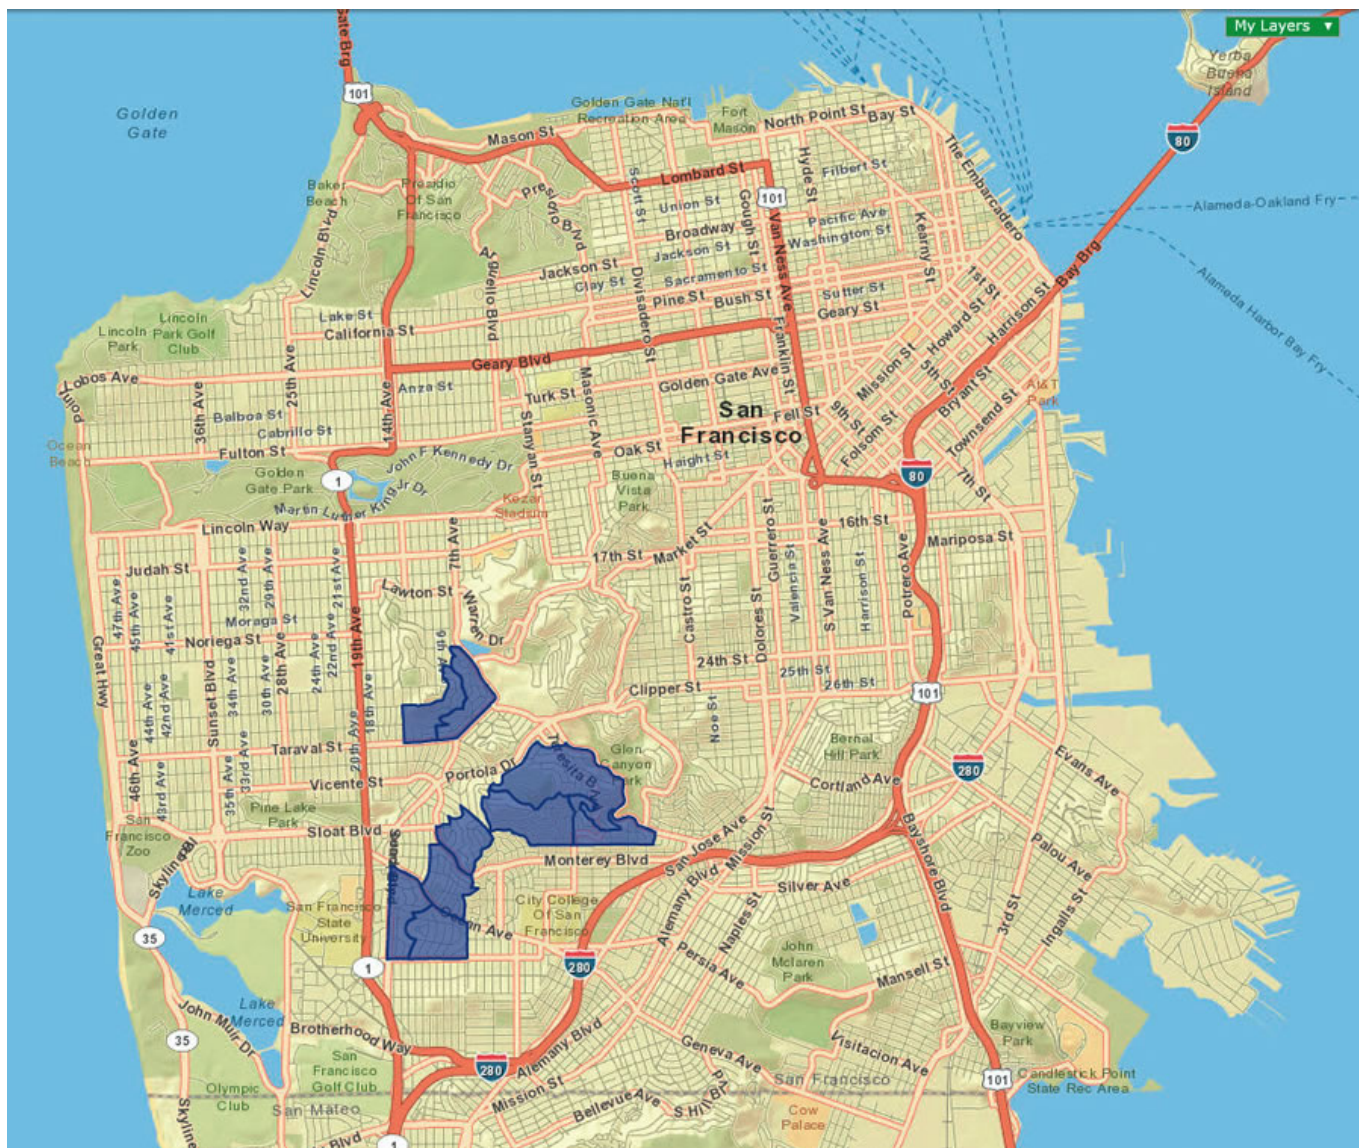 My Layers ▼
Gate Brg
101
Golden
Gate
Yerba
Buena
Island
80
Golden Gate Nat'l
Recreation Area
Fort
Mason
North Point St
Bay St
Mason St
The Embarcadero
Baker
Beach
Presidio
Of San
Francisco
Presidio Blvd
Scott St
Lombard St
Hyde St
Filbert St
101
Union St
Gough St
Van Ness Ave
Pacific Ave
Kearny St
Alameda-Oakland Fry
Broadway
Washington St
Lincoln Blvd
Arguello Blvd
Jackson St
Jackson St
Clay St
Sacramento St
Divisadero St
Pine St
Bush St
Sutter St
Geary St
1st St
Howard St
Harrison St
Bay Brg
Alameda Harbor Bay Fry
Lake St
California St
Lincoln
Park
Lincoln
Park Golf
Club
Geary Blvd
Franklin St
Mission St
5th St
Bryant St
Townsend St
AT&T
Park
Point Lobos Ave
36th Ave
25th Ave
14th Ave
Anza St
Turk St
Masonic Ave
Golden Gate Ave
Balboa St
Cabrillo St
Fulton St
Stanyan St
San
Francisco
Fell St
9th St
Folsom St
Ocean
Beach
Golden
Gate Park
1
John F Kennedy Dr
Oak St
Haight St
80
7th St
Martin Luther King Jr Dr
Kezar
Stadium
Buena
Vista
Park
Lincoln Way
7th Ave
17th St
Market St
Guerrero St
16th St
Mariposa St
Judah St
32nd Ave
29th Ave
21st Ave
Lawton St
Warren Dr
Castro St
Dolores St
Valencia St
S Van Ness Ave
Harrison St
Potrero Ave
47th Ave
45th Ave
41st Ave
Moraga St
Noriega St
Great Hwy
19th Ave
28th Ave
24th Ave
22nd Ave
24th St
25th St
26th St
Clipper St
Noe St
101
44th Ave
42nd Ave
Sunset Blvd
34th Ave
30th Ave
20th Ave
18th Ave
Taraval St
Vicente St
Portola Dr
Glen
Canyon
Bernal
Hill Park
Cortland Ave
280
Evans Ave
46th Ave
43rd Ave
35th Ave
33rd Ave
Pine Lake
Park
Sloat Blvd
San
Francisco
Zoo
Monterey Blvd
San Jose Ave
Mission St
Alemany Blvd
Silver Ave
Bayshore Blvd
Palou Ave
Lake
Merced
San Francisco
State
University
Ocean Ave
City College
Of San
Francisco
Alemany Blvd
Naples St
3rd St
Ingalls St
35
1
280
Persia Ave
John
Mclaren
Park
Mansell St
Lake
Merced
John Muir Dr
35
Brotherhood Way
Alemany Blvd
Geneva Ave
Visitacion Ave
Bayview
Park
San
Francisco
Golf Club
280
Mission St
San Francisco
101
Candlestick Point
State Rec Area
Olympic
Club
San Mateo
Bellevue Ave
S Hill Blvd
Cow
Palace
Skyline
Blvd
1